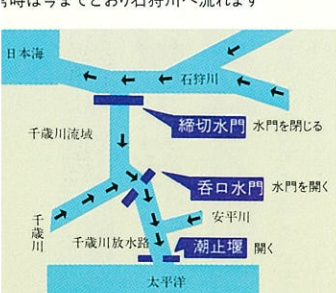 常時は今までどおり石狩川へ流れます
日本海
石狩川
締切水門 水門を閉じる
千歳川流域
呑口水門 水門を開く
千歳川
安平川
千歳川放水路
潮止堰 開く
太平洋